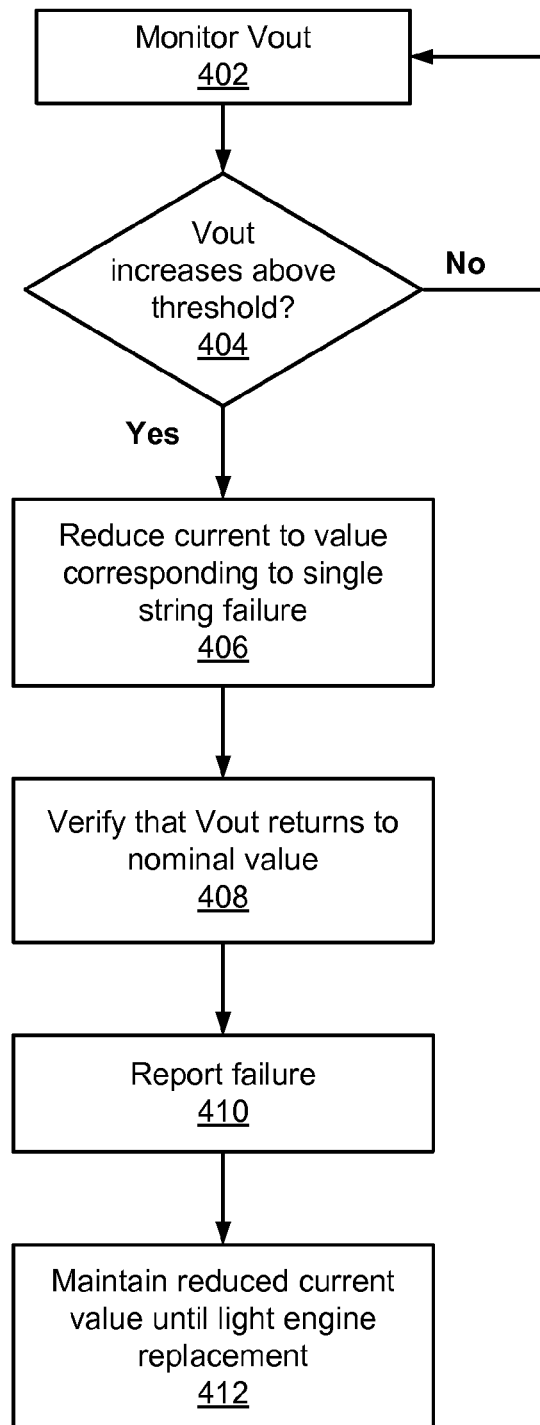 Monitor Vout
402
Vout
increases above
threshold?
404
No
Yes
Reduce current to value
corresponding to single
string failure
406
Verify that Vout returns to
nominal value
408
Report failure
410
Maintain reduced current
value until light engine
replacement
412